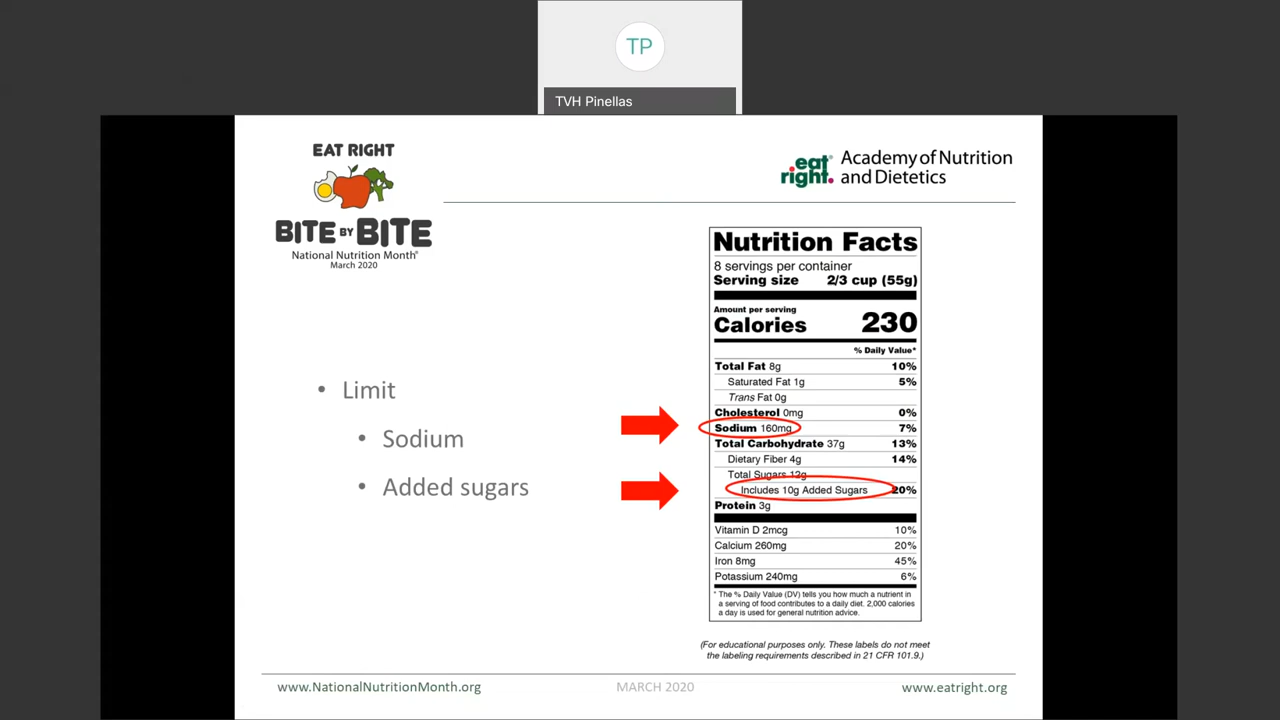 TP
TVH Pinellas
EAT RIGHT
BITE BY BITE
National Nutrition Month®
March 2020
eat right.
Academy of Nutrition
and Dietetics
• Limit
• Sodium
• Added sugars
Nutrition Facts
8 servings per container
Serving size 2/3 cup (55g)
Amount per serving
Calories 230
% Daily Value*
Total Fat 8g 10%
Saturated Fat 1g 5%
Trans Fat 0g
Cholesterol 0mg 0%
Sodium 160mg 7%
Total Carbohydrate 37g 13%
Dietary Fiber 4g 14%
Total Sugars 12g
Includes 10g Added Sugars 20%
Protein 3g
Vitamin D 2mcg 10%
Calcium 260mg 20%
Iron 8mg 45%
Potassium 240mg 6%
* The % Daily Value (DV) tells you how much a nutrient in
a serving of food contributes to a daily diet. 2,000 calories
a day is used for general nutrition advice.
(For educational purposes only. These labels do not meet
the labeling requirements described in 21 CFR 101.9.)
www.NationalNutritionMonth.org
MARCH 2020
www.eatright.org